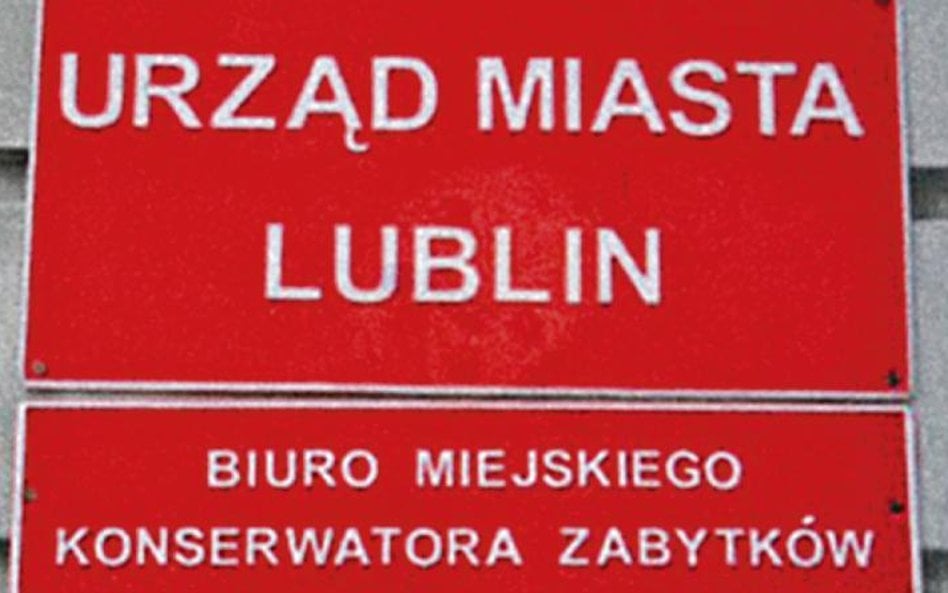 URZĄD MIASTA
LUBLIN
BIURO MIEJSKIEGO
KONSERWATORA ZABYTKÓW